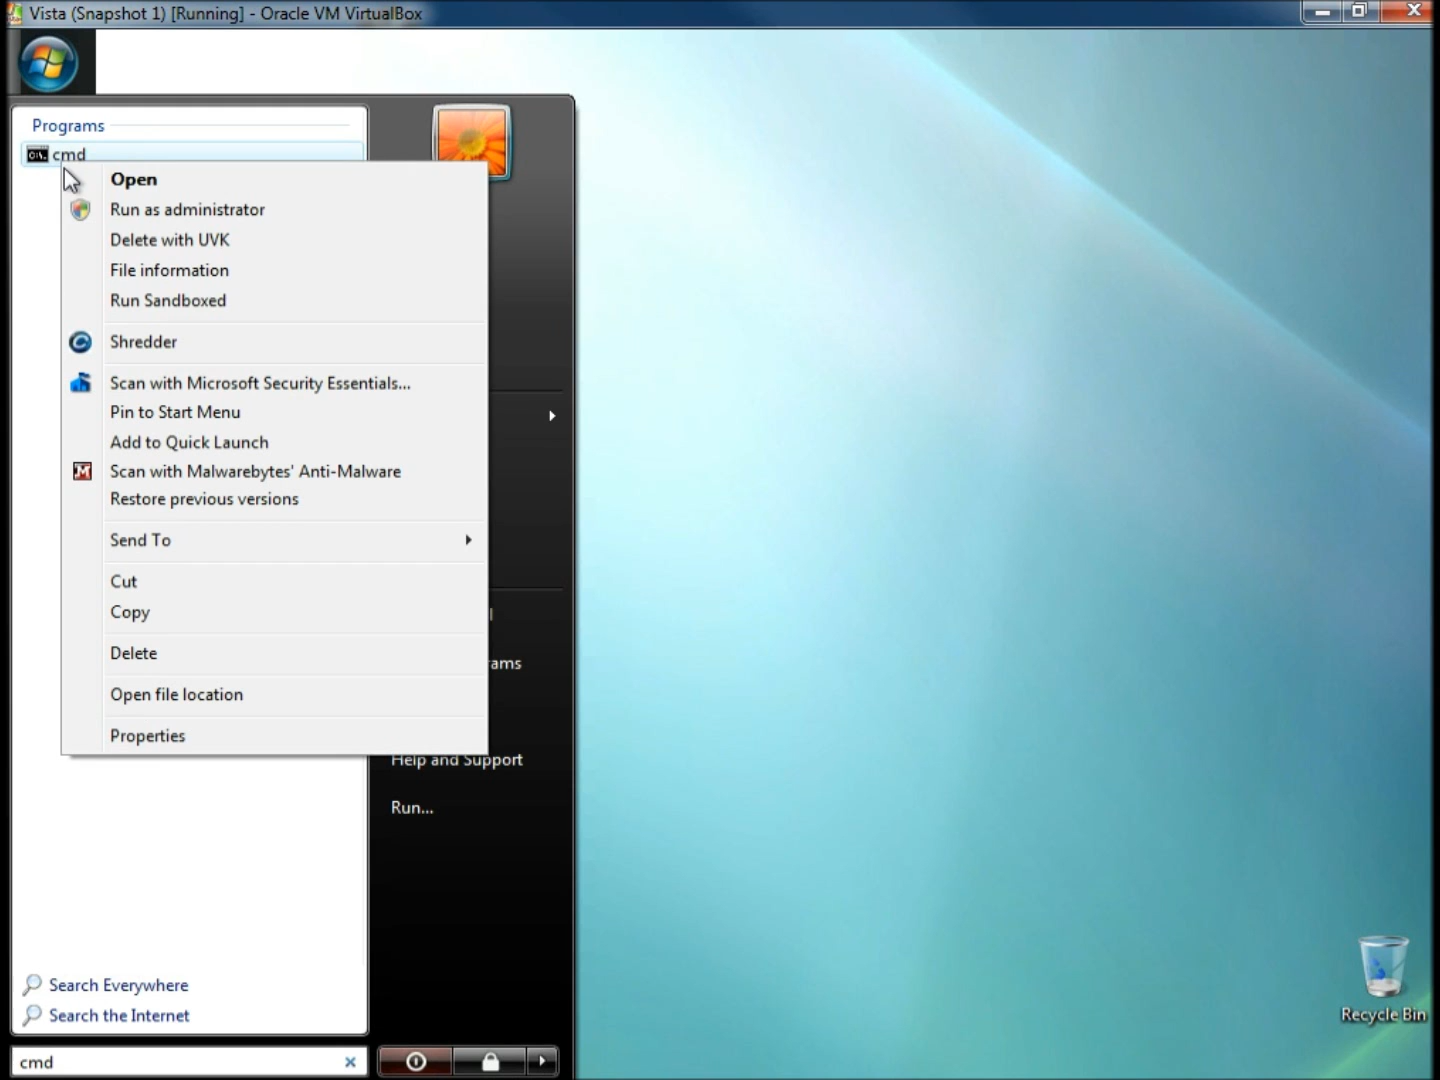 Vista (Snapshot 1) [Running] - Oracle VM VirtualBox
Programs
cmd
Open
Run as administrator
Delete with UVK
File information
Run Sandboxed
Shredder
Scan with Microsoft Security Essentials...
Pin to Start Menu
Add to Quick Launch
Scan with Malwarebytes' Anti-Malware
Restore previous versions
Send To
Cut
Copy
Delete
Open file location
Properties
l
rams
Help and Support
Run...
Search Everywhere
Search the Internet
cmd
Recycle Bin